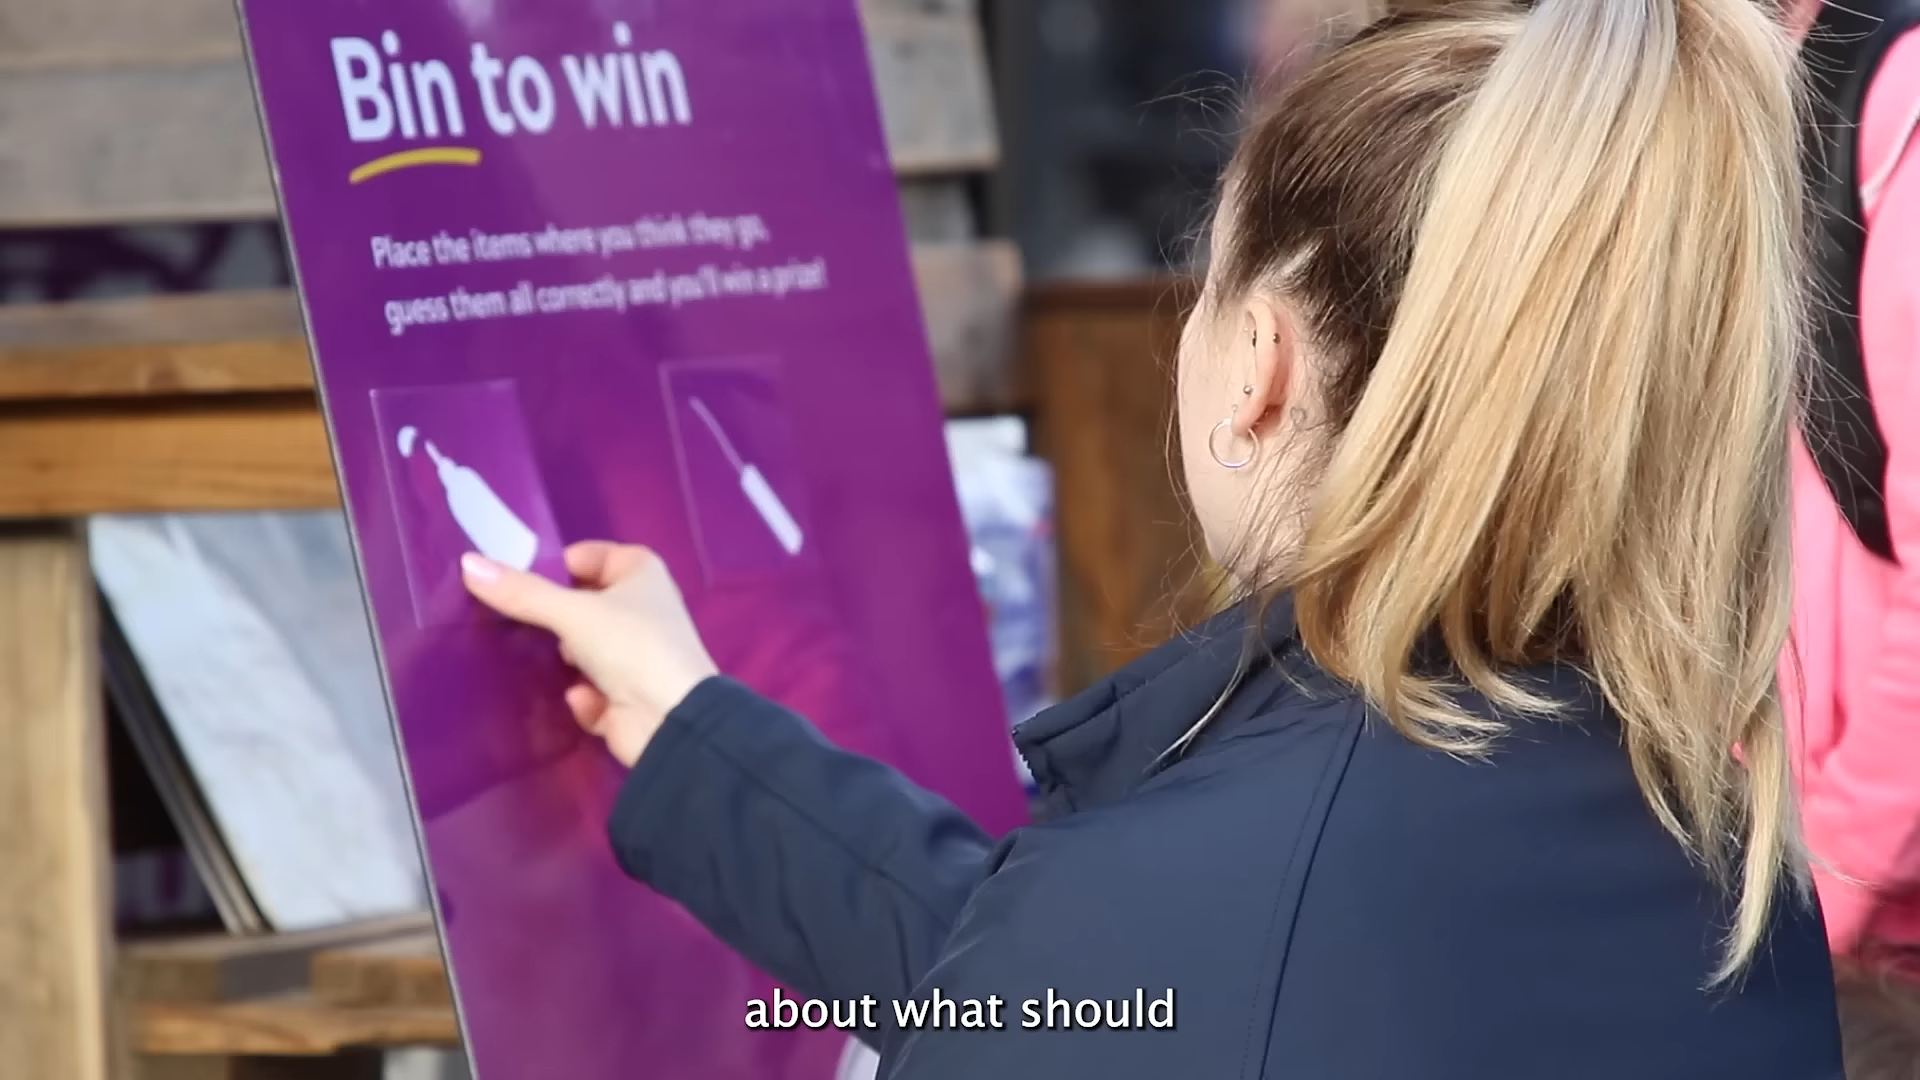 Bin to win
Place the items where you think they go,
guess them all correctly and you'll win a prize!
about what should